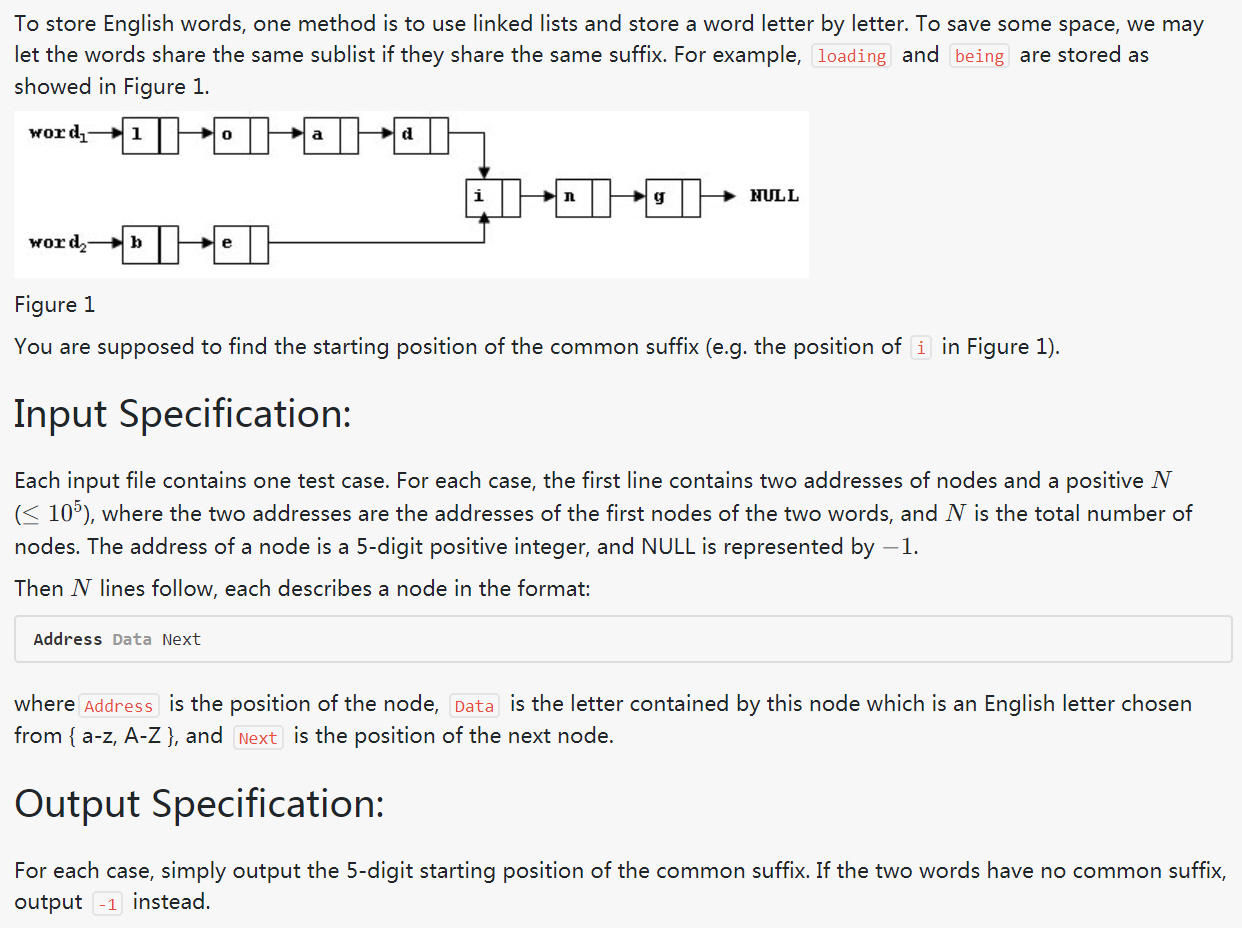 To store English words, one method is to use linked lists and store a word letter by letter. To save some space, we may
let the words share the same sublist if they share the same suffix. For example, loading and being are stored as
showed in Figure 1.
word1 l o a d
i n g NULL
word2 b e
Figure 1
You are supposed to find the starting position of the common suffix (e.g. the position of i in Figure 1).
Input Specification:
Each input file contains one test case. For each case, the first line contains two addresses of nodes and a positive N
(≤ 10^5), where the two addresses are the addresses of the first nodes of the two words, and N is the total number of
nodes. The address of a node is a 5-digit positive integer, and NULL is represented by −1.
Then N lines follow, each describes a node in the format:
Address Data Next
where Address is the position of the node, Data is the letter contained by this node which is an English letter chosen
from { a-z, A-Z }, and Next is the position of the next node.
Output Specification:
For each case, simply output the 5-digit starting position of the common suffix. If the two words have no common suffix,
output -1 instead.